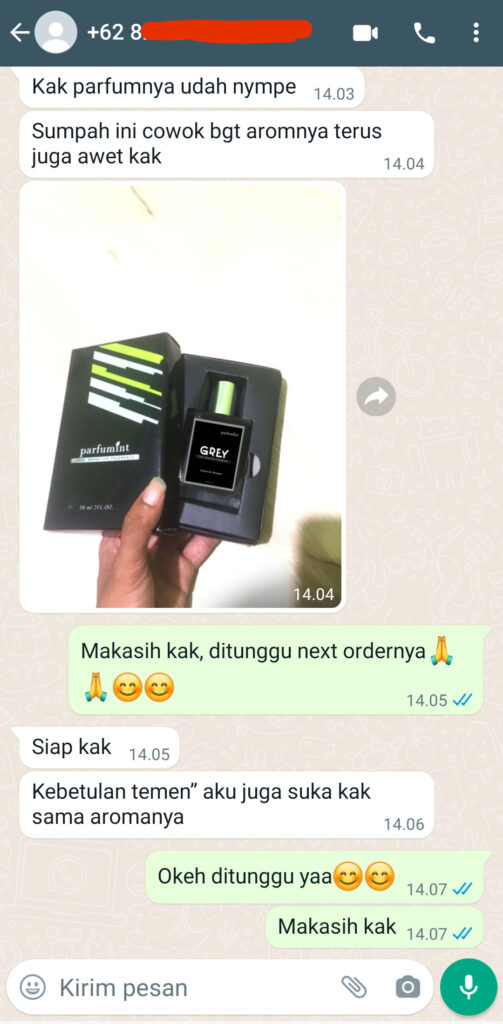 +62 8
Kak parfumnya udah nympe 14.03
Sumpah ini cowok bgt aromnya terus
juga awet kak 14.04
parfumint
parfumint
GREY
14.04
Makasih kak, ditunggu next ordernya🙏
🙏😊😊 14.05
Siap kak 14.05
Kebetulan temen” aku juga suka kak
sama aromanya 14.06
Okeh ditunggu yaa😊😊 14.07
Makasih kak 14.07
Kirim pesan